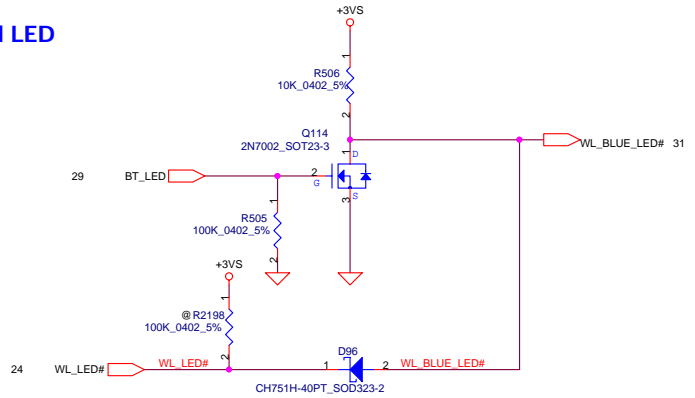 LED
+3VS
1
R506
10K_0402_5%
2
Q114
2N7002_SOT23-3
1
D
WL_BLUE_LED# 31
29
BT_LED
2
G
S
3
1
R505
100K_0402_5%
2
+3VS
1
@ R2198
100K_0402_5%
2
24
WL_LED#
WL_LED#
1
D96
2
WL_BLUE_LED#
CH751H-40PT_SOD323-2